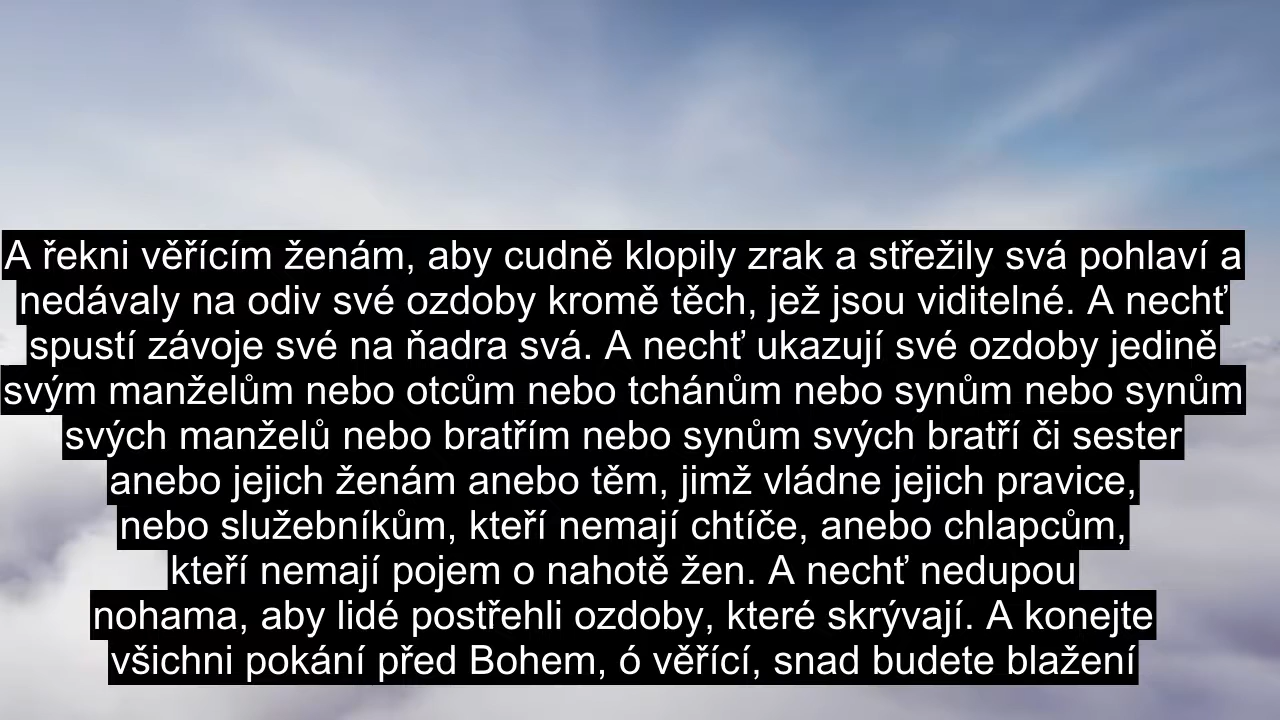 A řekni věřícím ženám, aby cudně klopily zrak a střežily svá pohlaví a
nedávaly na odiv své ozdoby kromě těch, jež jsou viditelné. A nechť
spustí závoje své na ňadra svá. A nechť ukazují své ozdoby jedině
svým manželům nebo otcům nebo tchánům nebo synům nebo synům
svých manželů nebo bratřím nebo synům svých bratří či sester
anebo jejich ženám anebo těm, jimž vládne jejich pravice,
nebo služebníkům, kteří nemají chtíče, anebo chlapcům,
kteří nemají pojem o nahotě žen. A nechť nedupou
nohama, aby lidé postřehli ozdoby, které skrývají. A konejte
všichni pokání před Bohem, ó věřící, snad budete blažení